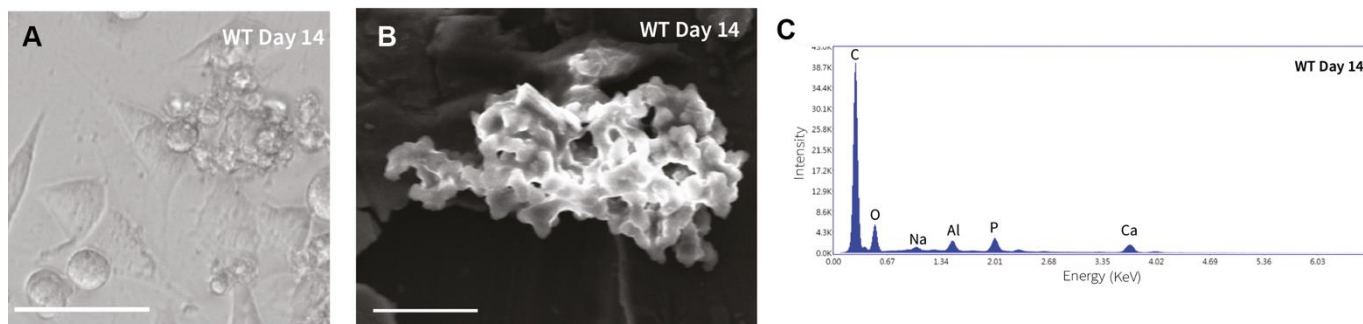 A
WT Day 14
B
WT Day 14
C
WT Day 14
Intensity
43.0K
38.7K
34.4K
30.1K
25.8K
21.5K
17.2K
12.9K
8.6K
4.3K
0.0K
C
O
Na
Al
P
Ca
0.00
0.67
1.34
2.01
2.68
3.35
4.02
4.69
5.36
6.03
Energy (KeV)